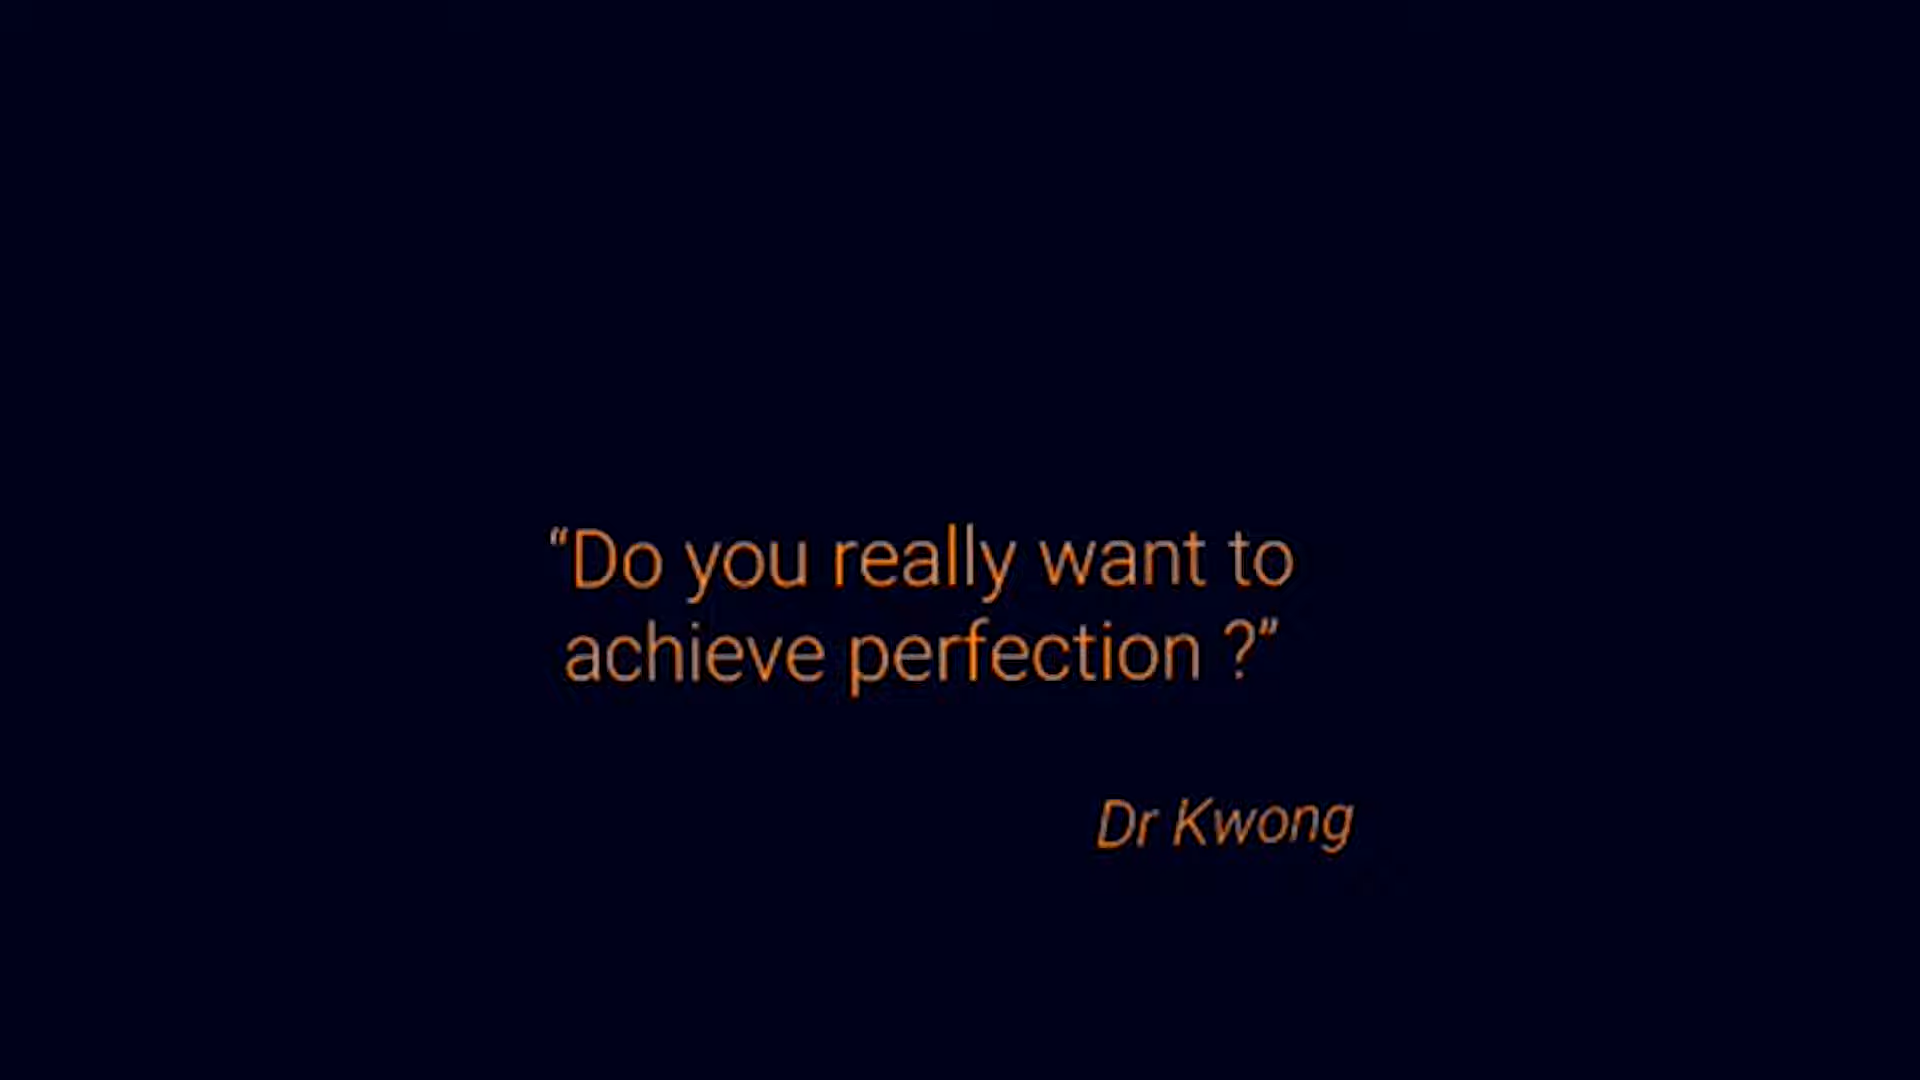 “Do you really want to
achieve perfection ?”
Dr Kwong